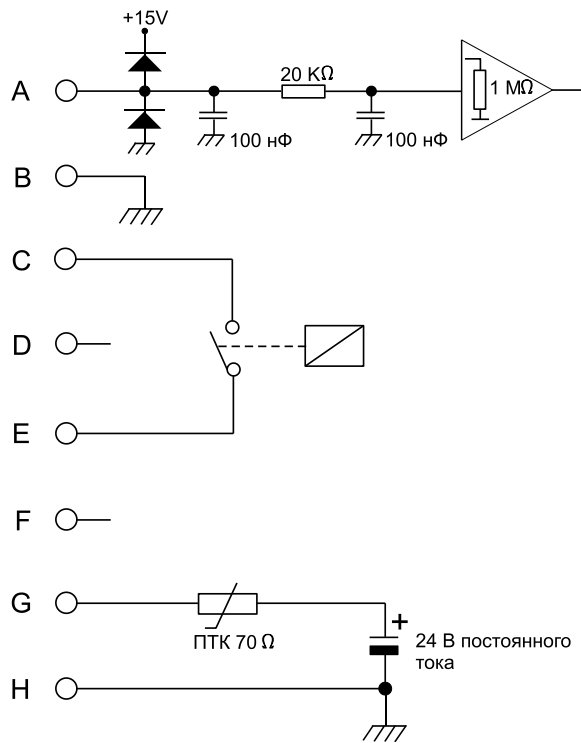 +15V
A
20 KΩ
1 MΩ
100 нФ
100 нФ
B
C
D
E
F
G
ПТК 70 Ω
+
24 В постоянного
тока
H